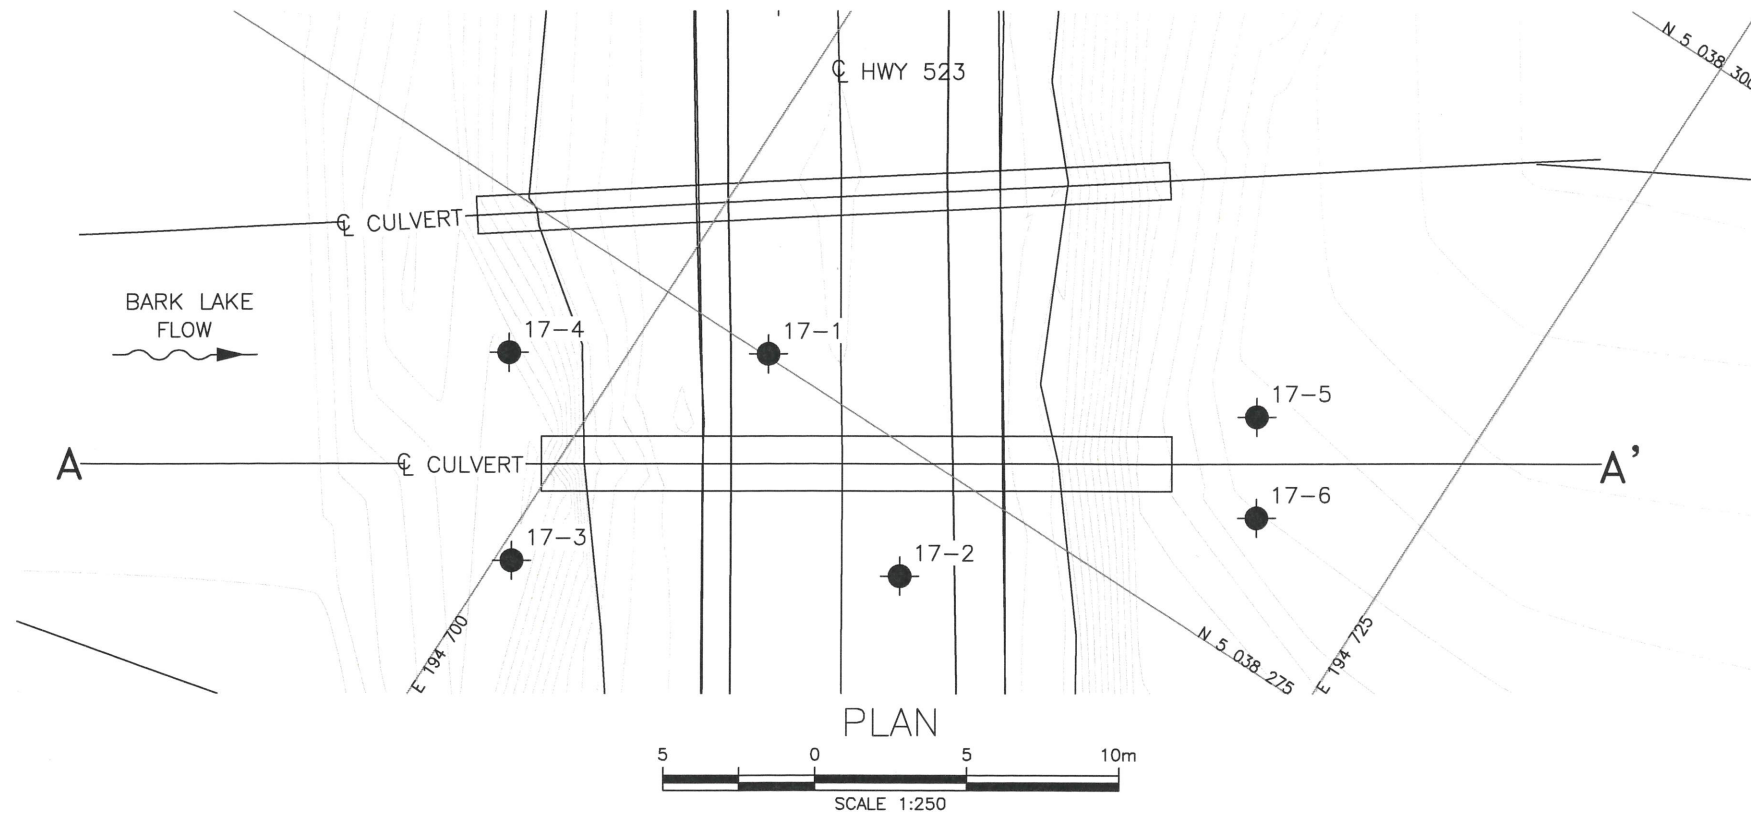 N 5 038 300
℄ HWY 523
℄ CULVERT
BARK LAKE
FLOW
17-4
17-1
17-5
A
℄ CULVERT
A'
17-6
17-3
17-2
E 194 700
N 5 038 275
E 194 725
PLAN
5 0 5 10m
SCALE 1:250